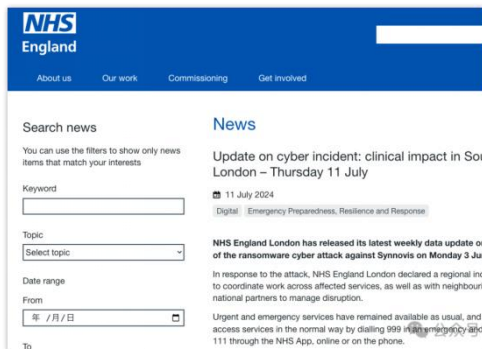 NHS
England
About us Our work Commissioning Get involved
Search news
You can use the filters to show only news
items that match your interests
Keyword
Topic
Select topic
Date range
From
年 /月/日
To
News
Update on cyber incident: clinical impact in Sou
London – Thursday 11 July
11 July 2024
Digital Emergency Preparedness, Resilience and Response
NHS England London has released its latest weekly data update o
of the ransomware cyber attack against Synnovis on Monday 3 Ju
In response to the attack, NHS England London declared a regional inc
to coordinate work across affected services, as well as with neighbouri
national partners to manage disruption.
Urgent and emergency services have remained available as usual, and
access services in the normal way by dialling 999 in an emergency and
111 through the NHS App, online or on the phone.
公众号